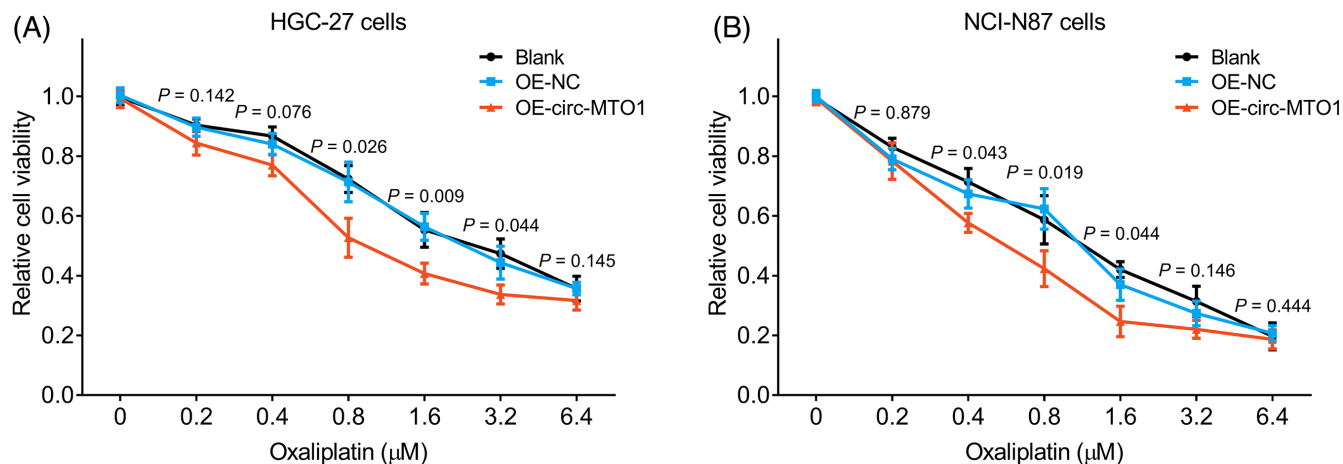 (A)
HGC-27 cells
Blank
OE-NC
OE-circ-MTO1
Relative cell viability
1.0
0.8
0.6
0.4
0.2
0.0
P = 0.142
P = 0.076
P = 0.026
P = 0.009
P = 0.044
P = 0.145
0 0.2 0.4 0.8 1.6 3.2 6.4
Oxaliplatin (μM)
(B)
NCI-N87 cells
Blank
OE-NC
OE-circ-MTO1
Relative cell viability
1.0
0.8
0.6
0.4
0.2
0.0
P = 0.879
P = 0.043
P = 0.019
P = 0.044
P = 0.146
P = 0.444
0 0.2 0.4 0.8 1.6 3.2 6.4
Oxaliplatin (μM)